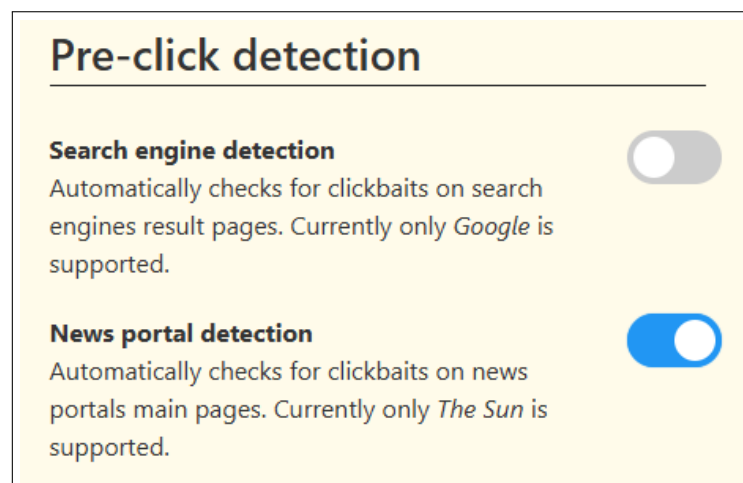 Pre-click detection
Search engine detection
Automatically checks for clickbaits on search
engines result pages. Currently only Google is
supported.
News portal detection
Automatically checks for clickbaits on news
portals main pages. Currently only The Sun is
supported.